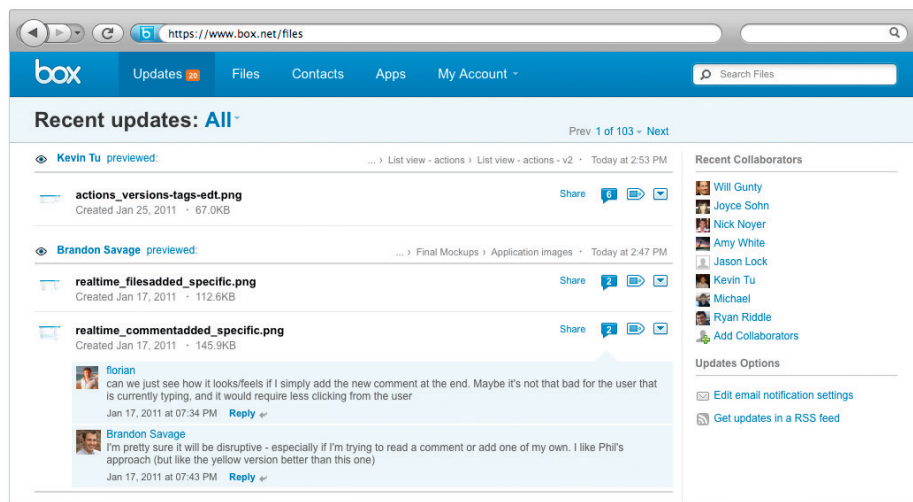 https://www.box.net/files
box Updates 20 Files Contacts Apps My Account Search Files
Recent updates: All
Prev 1 of 103 Next
Kevin Tu previewed: ... › List view - actions › List view - actions - v2 · Today at 2:53 PM
actions_versions-tags-edt.png Share 6
Created Jan 25, 2011 · 67.0KB
Brandon Savage previewed: ... › Final Mockups › Application images · Today at 2:47 PM
realtime_filesadded_specific.png Share 2
Created Jan 17, 2011 · 112.6KB
realtime_commentadded_specific.png Share 2
Created Jan 17, 2011 · 145.9KB
florian
can we just see how it looks/feels if I simply add the new comment at the end. Maybe it's not that bad for the user that
is currently typing, and it would require less clicking from the user
Jan 17, 2011 at 07:34 PM Reply
Brandon Savage
I'm pretty sure it will be disruptive - especially if I'm trying to read a comment or add one of my own. I like Phil's
approach (but like the yellow version better than this one)
Jan 17, 2011 at 07:43 PM Reply
Recent Collaborators
Will Gunty
Joyce Sohn
Nick Noyer
Amy White
Jason Lock
Kevin Tu
Michael
Ryan Riddle
Add Collaborators
Updates Options
Edit email notification settings
Get updates in a RSS feed